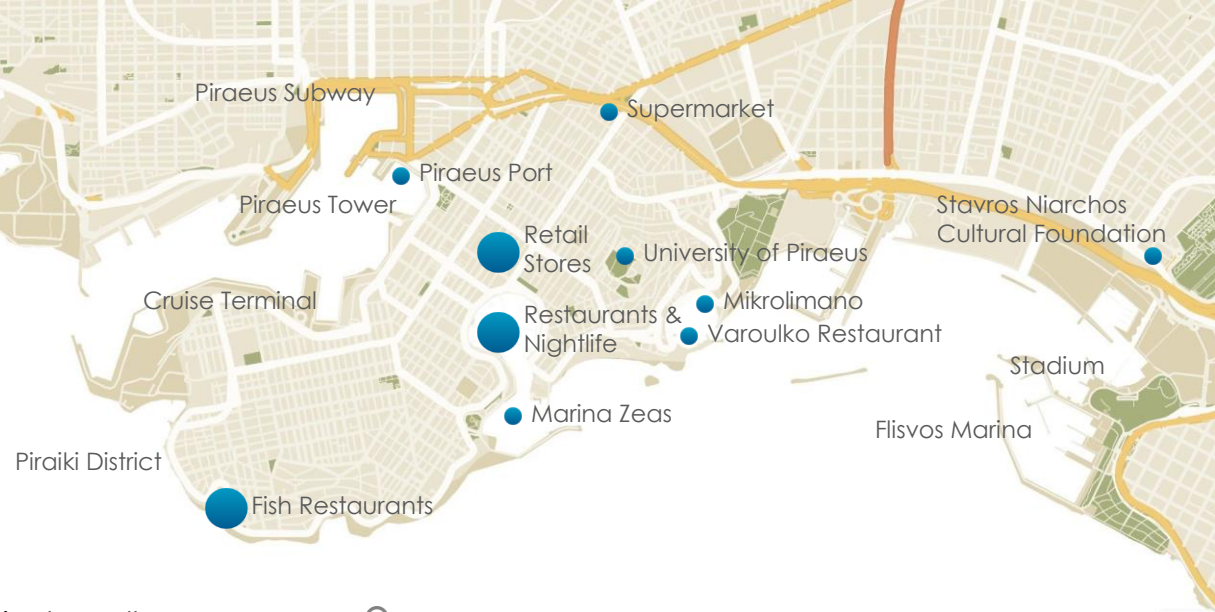 Piraeus Subway
Supermarket
Piraeus Port
Piraeus Tower
Stavros Niarchos
Cultural Foundation
Retail
Stores
University of Piraeus
Cruise Terminal
Restaurants &
Nightlife
Mikrolimano
Varoulko Restaurant
Stadium
Marina Zeas
Flisvos Marina
Piraiki District
Fish Restaurants